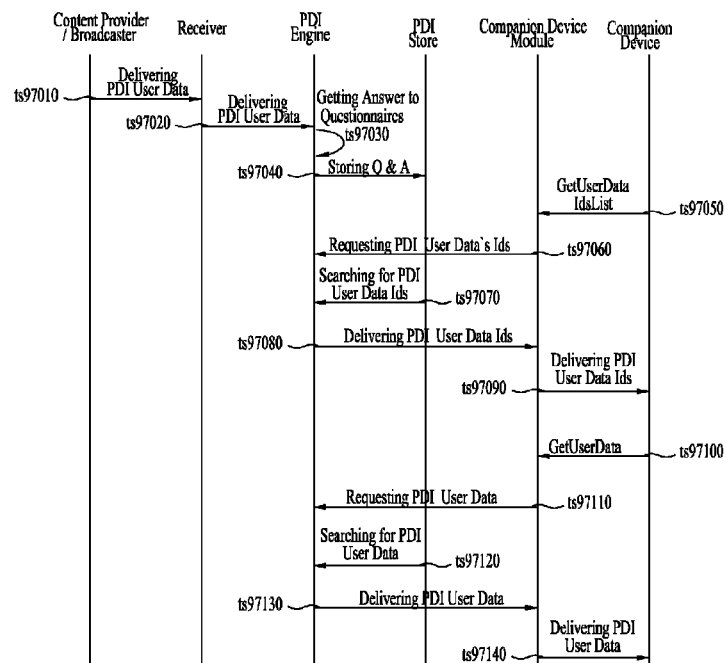 Content Provider
/ Broadcaster
Receiver
PDI
Engine
PDI
Store
Companion Device
Module
Companion
Device
Delivering
PDI User Data
ts97010
Delivering
PDI User Data
ts97020
Getting Answer to
Questionnaires
ts97030
Storing Q & A
ts97040
GetUserData
IdsList
ts97050
Requesting PDI User Data`s Ids
ts97060
Searching for PDI
User Data Ids
ts97070
Delivering PDI User Data Ids
ts97080
Delivering PDI
User Data Ids
ts97090
GetUserData
ts97100
Requesting PDI User Data
ts97110
Searching for PDI
User Data
ts97120
Delivering PDI User Data
ts97130
Delivering PDI
User Data
ts97140